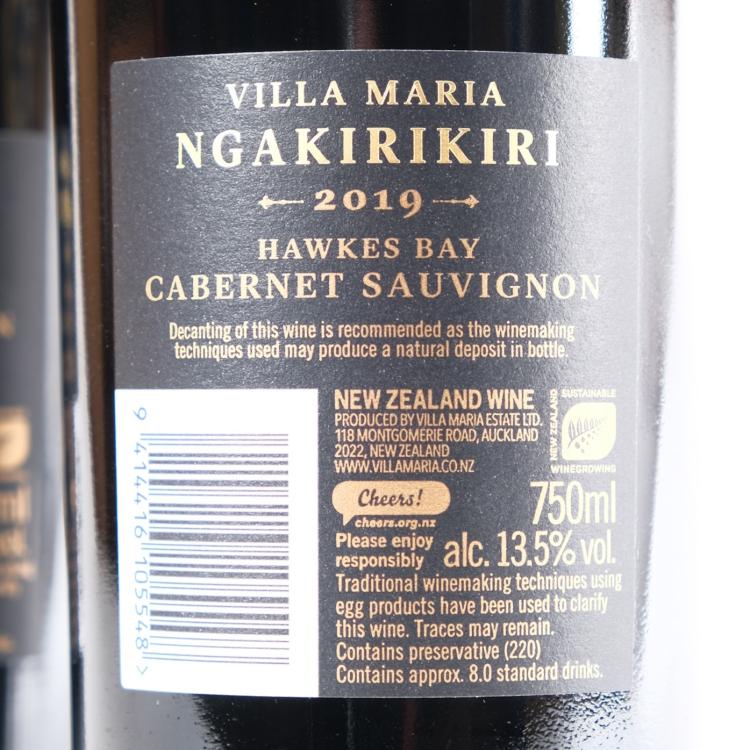 VILLA MARIA
NGAKIRIKIRI
2019
HAWKES BAY
CABERNET SAUVIGNON
Decanting of this wine is recommended as the winemaking
techniques used may produce a natural deposit in bottle.
9 414416 105548 >
NEW ZEALAND WINE
PRODUCED BY VILLA MARIA ESTATE LTD.
118 MONTGOMERIE ROAD, AUCKLAND
2022, NEW ZEALAND
WWW.VILLAMARIA.CO.NZ
SUSTAINABLE
NEW ZEALAND
WINEGROWING
Cheers!
cheers.org.nz
Please enjoy
responsibly
750ml
alc. 13.5% vol.
Traditional winemaking techniques using
egg products have been used to clarify
this wine. Traces may remain.
Contains preservative (220)
Contains approx. 8.0 standard drinks.